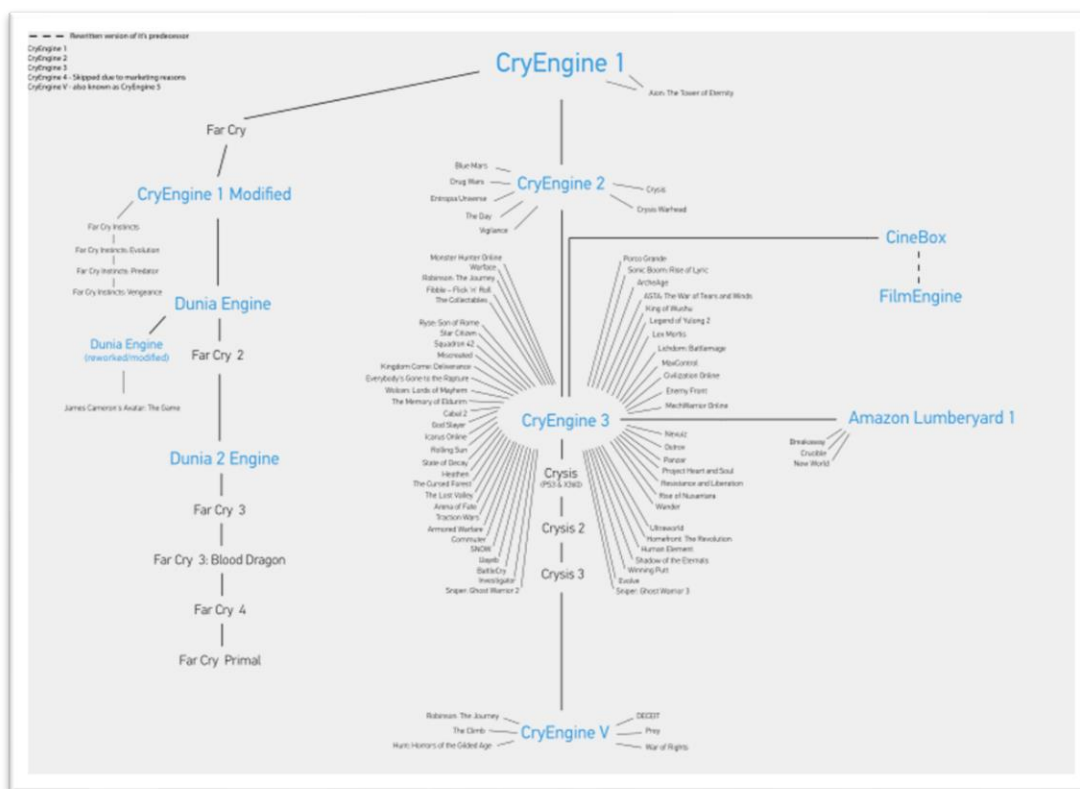 Rewritten version of it's predecessor
CryEngine 1
CryEngine 2
CryEngine 3
CryEngine 4 - Skipped due to marketing reasons
CryEngine V - also known as CryEngine 5
CryEngine 1
Aion: The Tower of Eternity
Far Cry
CryEngine 1 Modified
Far Cry Instincts
Far Cry Instincts: Evolution
Far Cry Instincts: Predator
Far Cry Instincts: Vengeance
Dunia Engine
Dunia Engine
(reworked/modified)
James Cameron's Avatar: The Game
Far Cry 2
Dunia 2 Engine
Far Cry 3
Far Cry 3: Blood Dragon
Far Cry 4
Far Cry Primal
Blue Mars
Drug Wars
Entropia Universe
The Day
Vigilance
CryEngine 2
Crysis
Crysis Warhead
CineBox
FilmEngine
Monster Hunter Online
Warface
Robinson: The Journey
Fibble - Flick 'n' Roll
The Collectables
Ryse: Son of Rome
Star Citizen
Squadron 42
Miscreated
Kingdom Come: Deliverance
Everybody's Gone to the Rapture
Wolcen: Lords of Mayhem
The Memory of Eldurim
Cabal 2
God Slayer
Icarus Online
Rolling Sun
State of Decay
Heathen
The Cursed Forest
The Lost Valley
Arena of Fate
Traction Wars
Armored Warfare
Commuter
SNOW
BattleCry
Investigator
Sniper: Ghost Warrior 2
Porco Grande
Sonic Boom: Rise of Lyric
ArcheAge
ASTA: The War of Tears and Winds
King of Wushu
Legend of Yulong 2
Lex Mortis
Lichdom: Battlemage
MaxControl
Civilization Online
Enemy Front
MechWarrior Online
CryEngine 3
Nexuiz
Panzar
Project Heart and Soul
Resistance and Liberation
Rise of Nusantara
Wander
Ultraworld
Homefront: The Revolution
Human Element
Shadow of the Eternals
Winning Putt
Evolve
Sniper: Ghost Warrior 3
Amazon Lumberyard 1
Breakaway
Crucible
New World
Crysis
(PS3 & X360)
Crysis 2
Crysis 3
Robinson: The Journey
The Climb
Hunt: Horrors of the Gilded Age
CryEngine V
DECEIT
Prey
War of Rights